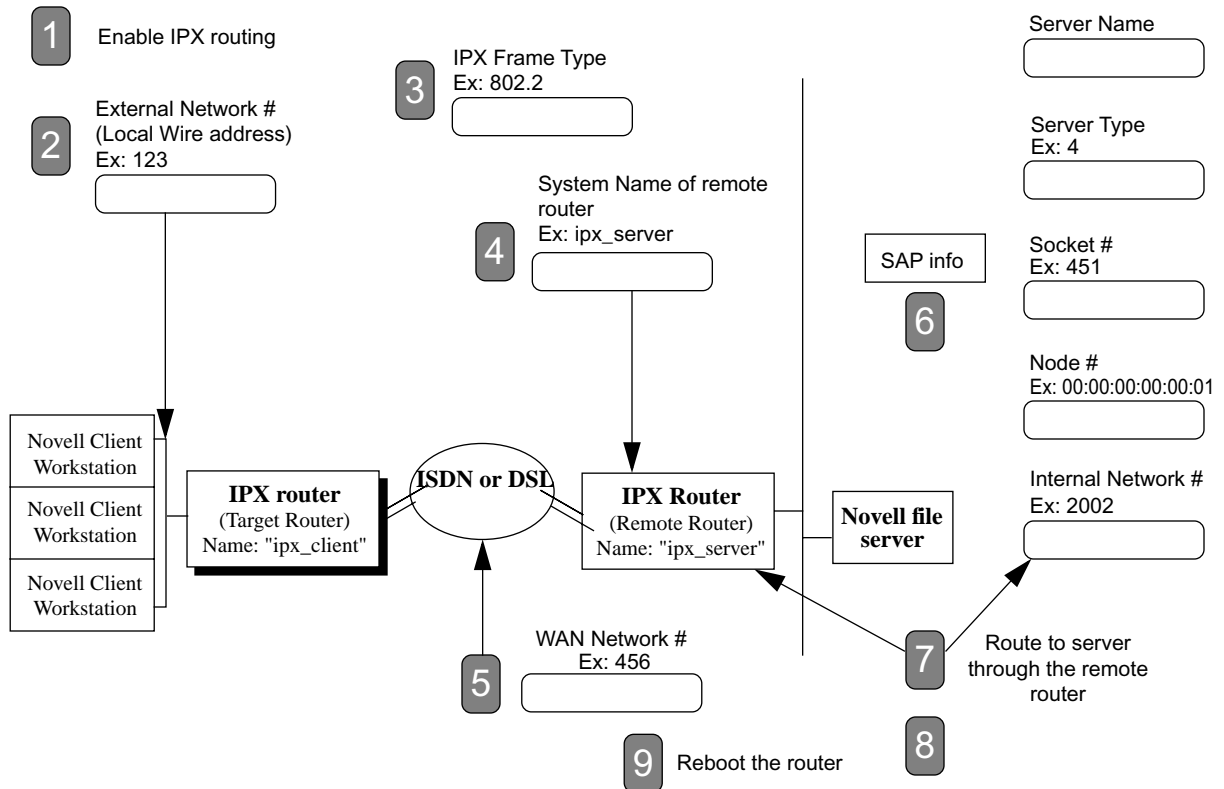 1
Enable IPX routing
2
External Network #
(Local Wire address)
Ex: 123
3
IPX Frame Type
Ex: 802.2
4
System Name of remote
router
Ex: ipx_server
Server Name
Server Type
Ex: 4
SAP info
6
Socket #
Ex: 451
Node #
Ex: 00:00:00:00:00:01
Internal Network #
Ex: 2002
Novell Client
Workstation
Novell Client
Workstation
Novell Client
Workstation
IPX router
(Target Router)
Name: "ipx_client"
ISDN or DSL
IPX Router
(Remote Router)
Name: "ipx_server"
Novell file
server
5
WAN Network #
Ex: 456
7
Route to server
through the remote
router
8
9
Reboot the router